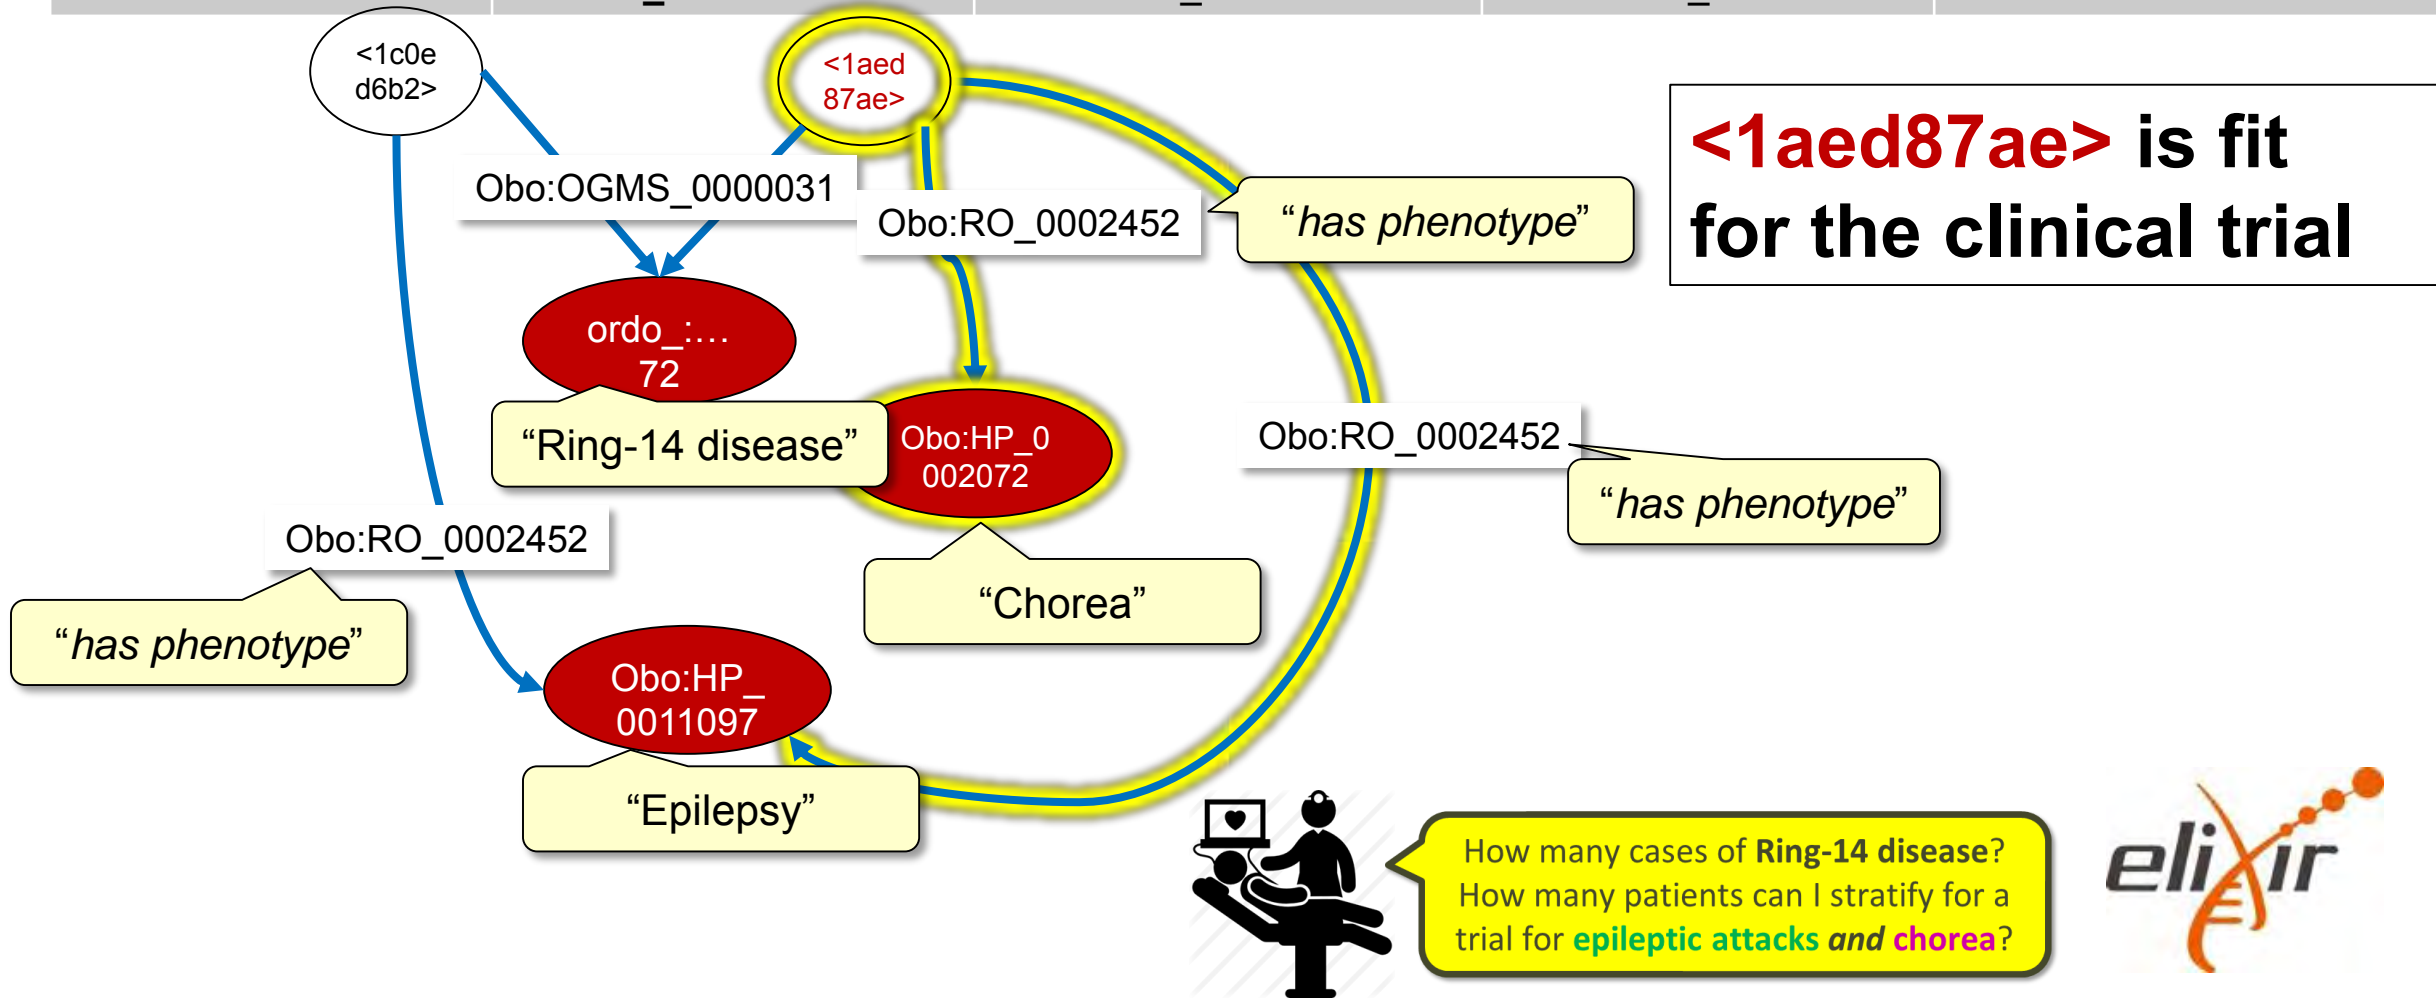 <1c0e
d6b2>
<1aed
87ae>
<1aed87ae> is fit
for the clinical trial
Obo:OGMS_0000031
Obo:RO_0002452
“has phenotype”
ordo_:...
72
“Ring-14 disease”
Obo:HP_0
002072
Obo:RO_0002452
“has phenotype”
Obo:RO_0002452
“has phenotype”
“Chorea”
Obo:HP_
0011097
“Epilepsy”
How many cases of Ring-14 disease?
How many patients can I stratify for a
trial for epileptic attacks and chorea?
elixir